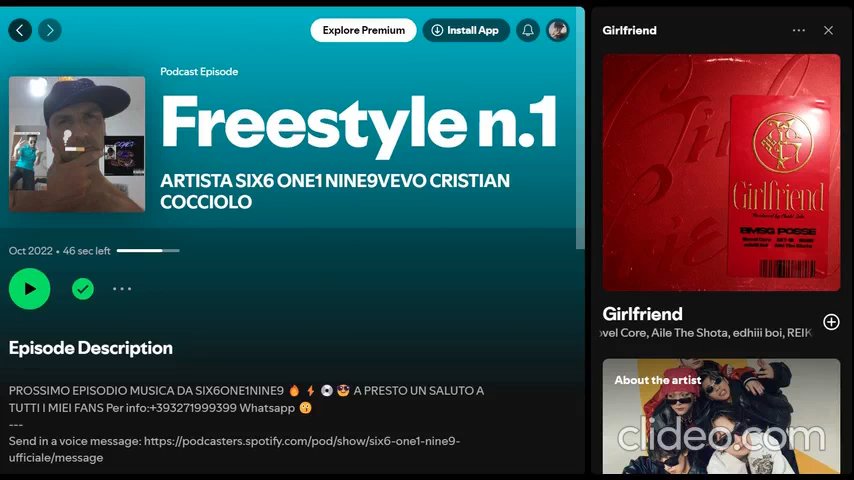 Explore Premium
Install App
Podcast Episode
Freestyle n.1
ARTISTA SIX6 ONE1 NINE9VEVO CRISTIAN
COCCIOLO
Oct 2022 • 46 sec left
Episode Description
PROSSIMO EPISODIO MUSICA DA SIX6ONE1NINE9 🔥 ⚡ 💿 😎 A PRESTO UN SALUTO A
TUTTI I MIEI FANS Per info:+393271999399 Whatsapp 🤫
---
Send in a voice message: https://podcasters.spotify.com/pod/show/six6-one1-nine9-
ufficiale/message
Girlfriend
Girlfriend
BMSG POSSE
Girlfriend
ovel Core, Aile The Shota, edhiii boi, REIK
About the artist
clideo.com